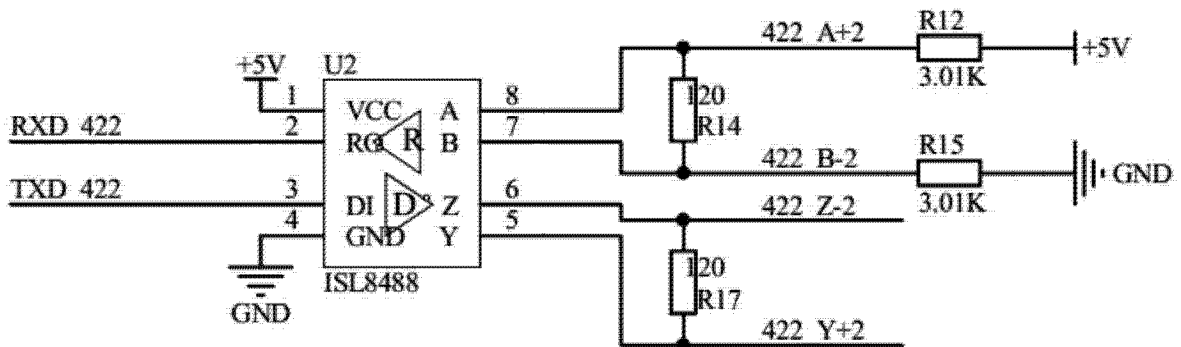 422 A+2
R12
+5V
3.01K
+5V
U2
1
VCC
A
8
120
R14
RXD 422
2
RO
R
B
7
R15
422 B-2
GND
3.01K
TXD 422
3
DI
D
Z
6
422 Z-2
4
GND
Y
5
120
R17
ISL8488
GND
422 Y+2